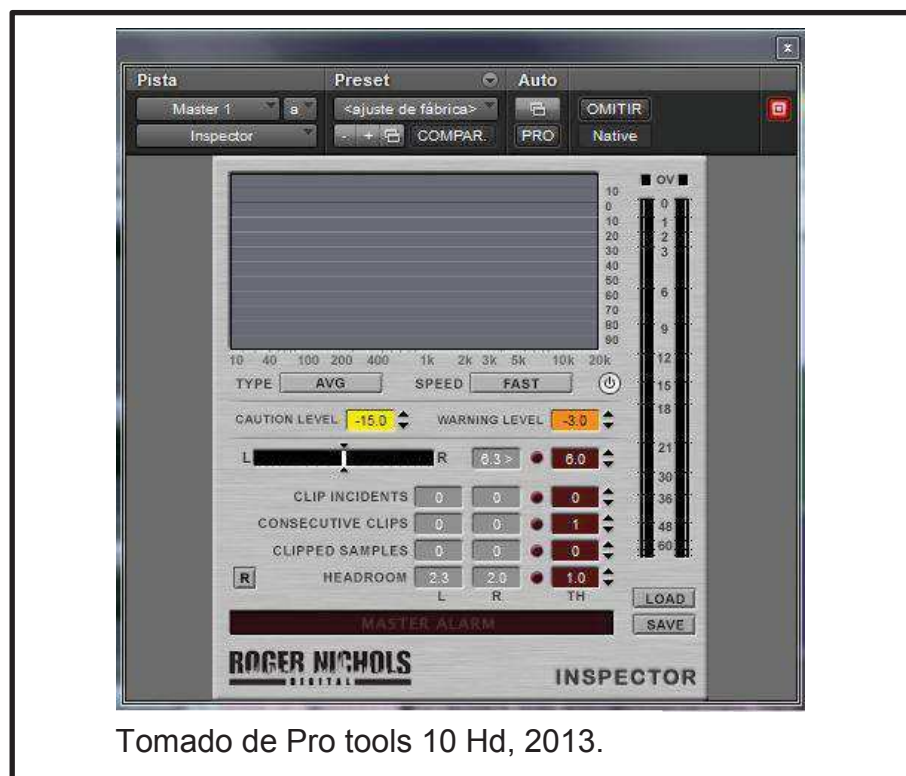 x
Pista Preset Auto
Master 1 a <ajuste de fábrica> OMITIR
Inspector - + COMPAR. PRO Native
OV
10
0
10
20
30
40
50
60
70
80
90
0
1
2
3
6
9
12
15
18
21
30
36
48
60
10 40 100 200 400 1k 2k 3k 5k 10k 20k
TYPE AVG SPEED FAST
CAUTION LEVEL -15.0 WARNING LEVEL -3.0
L R 6.3 > 6.0
CLIP INCIDENTS 0 0 0
CONSECUTIVE CLIPS 0 0 1
CLIPPED SAMPLES 0 0 0
R HEADROOM 2.3 2.0 1.0
L R TH
LOAD
MASTER ALARM SAVE
ROGER NICHOLS
DIGITAL
INSPECTOR
Tomado de Pro tools 10 Hd, 2013.